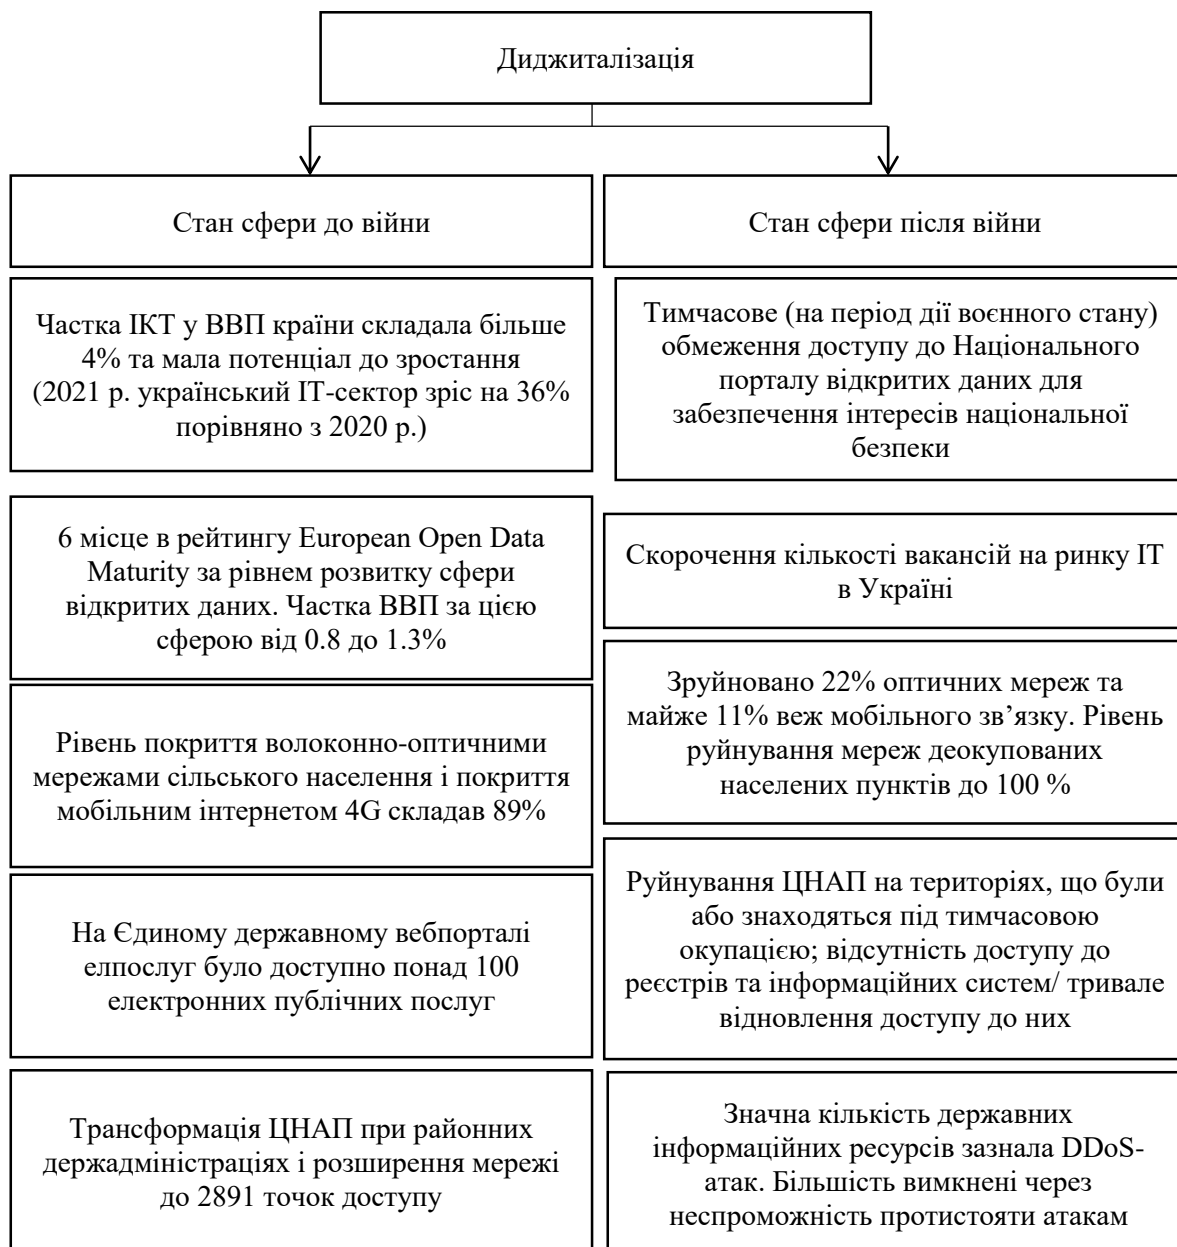 Диджиталізація
Стан сфери до війни
Частка ІКТ у ВВП країни складала більше
4% та мала потенціал до зростання
(2021 р. український ІТ-сектор зріс на 36%
порівняно з 2020 р.)
6 місце в рейтингу European Open Data
Maturity за рівнем розвитку сфери
відкритих даних. Частка ВВП за цією
сферою від 0.8 до 1.3%
Рівень покриття волоконно-оптичними
мережами сільського населення і покриття
мобільним інтернетом 4G складав 89%
На Єдиному державному вебпорталі
елпослуг було доступно понад 100
електронних публічних послуг
Трансформація ЦНАП при районних
держадміністраціях і розширення мережі
до 2891 точок доступу
Стан сфери після війни
Тимчасове (на період дії воєнного стану)
обмеження доступу до Національного
порталу відкритих даних для
забезпечення інтересів національної
безпеки
Скорочення кількості вакансій на ринку ІТ
в Україні
Зруйновано 22% оптичних мереж та
майже 11% веж мобільного зв’язку. Рівень
руйнування мереж деокупованих
населених пунктів до 100 %
Руйнування ЦНАП на територіях, що були
або знаходяться під тимчасовою
окупацією; відсутність доступу до
реєстрів та інформаційних систем/ тривале
відновлення доступу до них
Значна кількість державних
інформаційних ресурсів зазнала DDoS-
атак. Більшість вимкнені через
неспроможність протистояти атакам